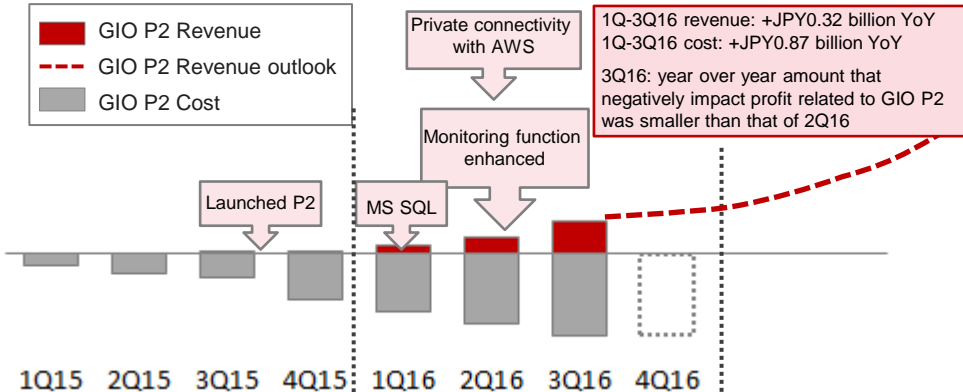 GIO P2 Revenue
GIO P2 Revenue outlook
GIO P2 Cost
Private connectivity
with AWS
1Q-3Q16 revenue: +JPY0.32 billion YoY
1Q-3Q16 cost: +JPY0.87 billion YoY
3Q16: year over year amount that
negatively impact profit related to GIO P2
was smaller than that of 2Q16
Monitoring function
enhanced
Launched P2
MS SQL
1Q15
2Q15
3Q15
4Q15
1Q16
2Q16
3Q16
4Q16